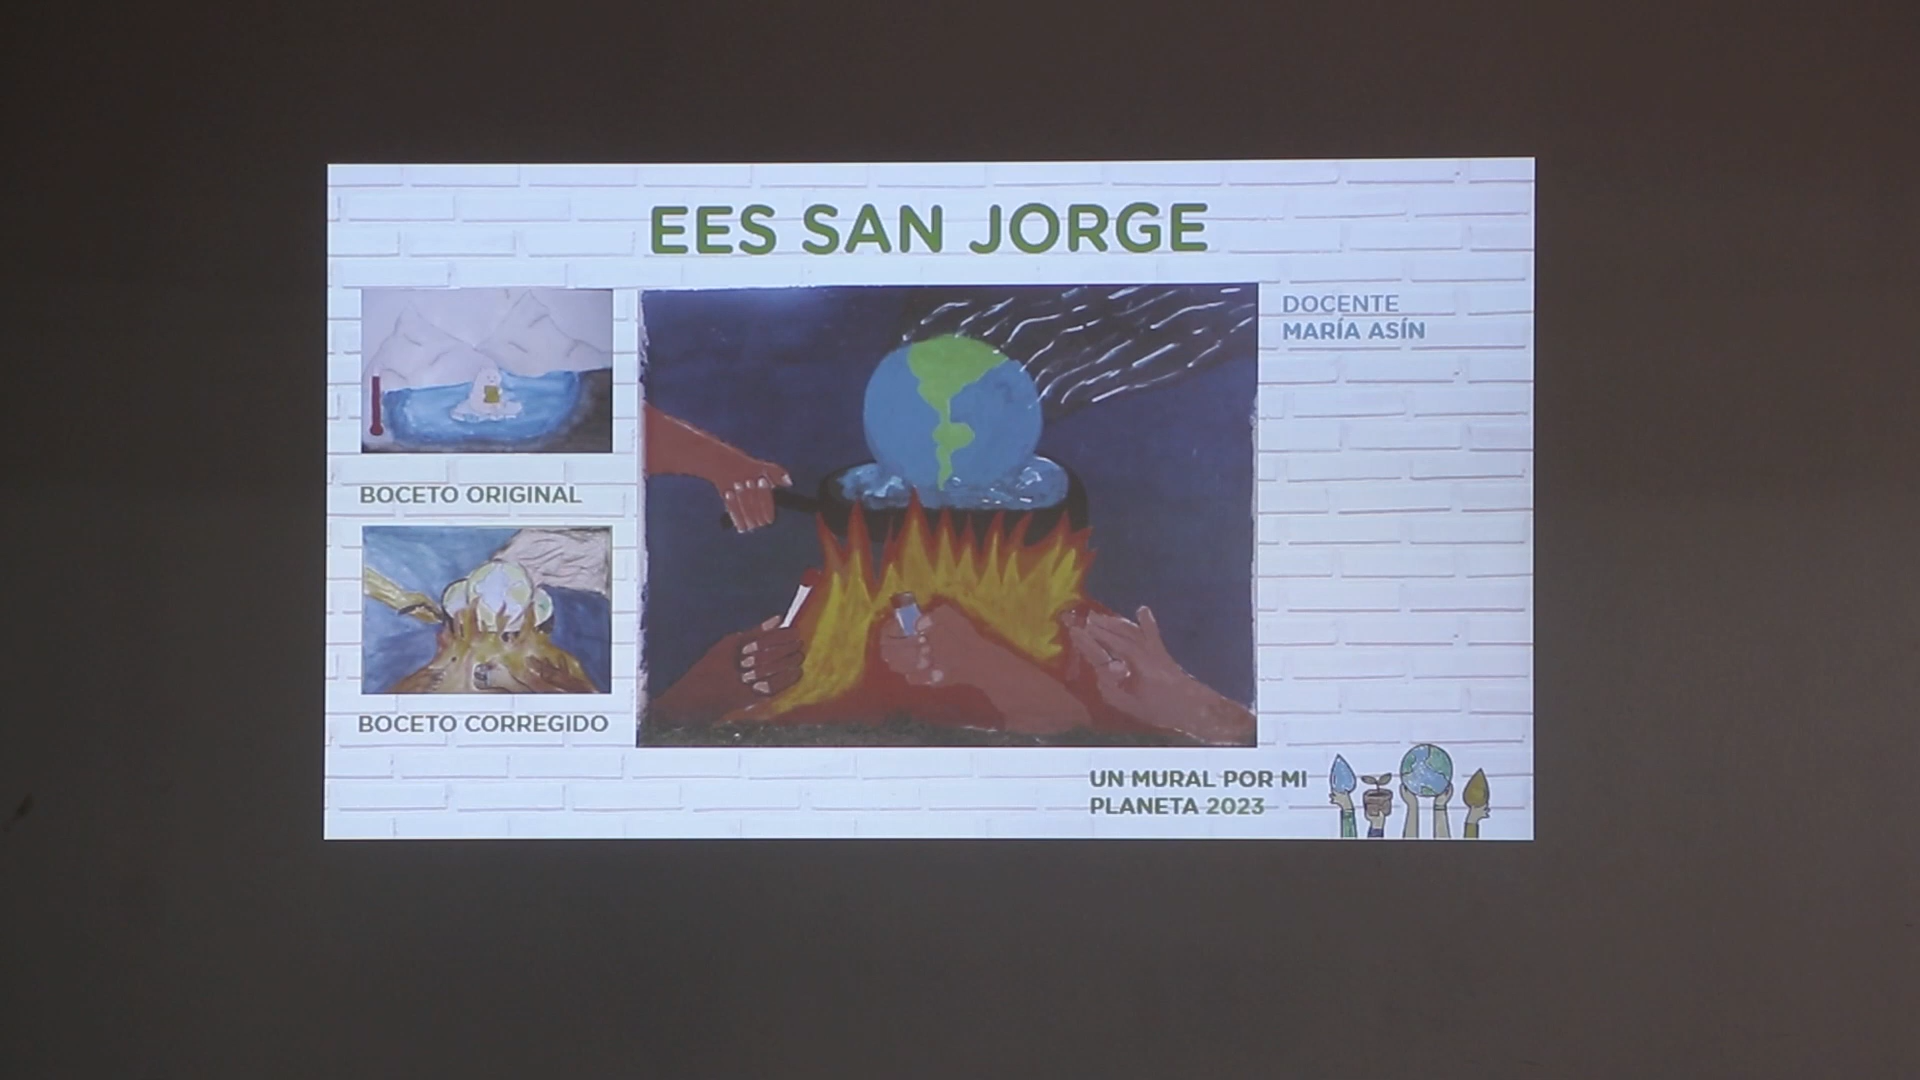 EES SAN JORGE
DOCENTE
MARÍA ASÍN
BOCETO ORIGINAL
BOCETO CORREGIDO
UN MURAL POR MI
PLANETA 2023